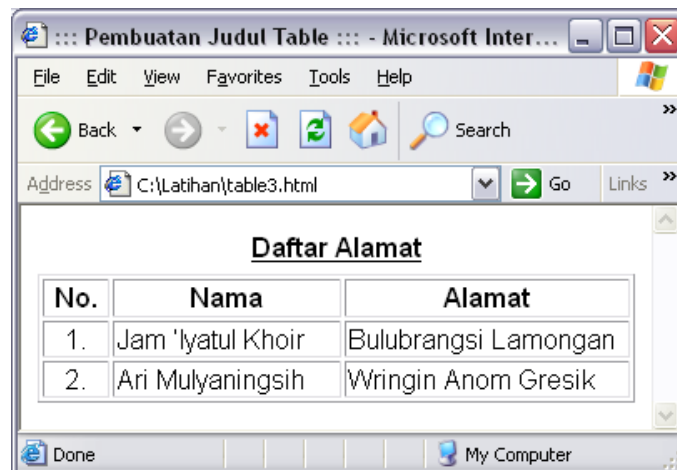 ::: Pembuatan Judul Table ::: - Microsoft Inter...
File Edit View Favorites Tools Help
Back Search
Address C:\Latihan\table3.html Go Links
Daftar Alamat
No. Nama Alamat
1. Jam 'Iyatul Khoir Bulubrangsi Lamongan
2. Ari Mulyaningsih Wringin Anom Gresik
Done My Computer